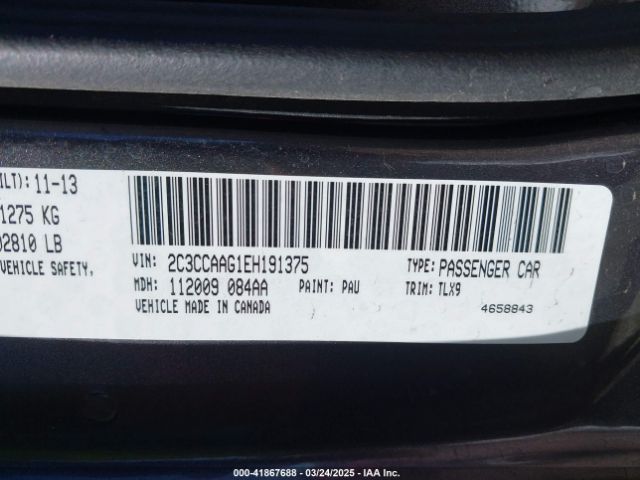 MLT): 11-13
1275 KG
02810 LB
VEHICLE SAFETY,
VIN: 2C3CCAAG1EH191375
TYPE: PASSENGER CAR
MDH: 112009 084AA
PAINT: PAU
TRIM: TLX9
VEHICLE MADE IN CANADA
4658843
000-41867688 - 03/24/2025 - IAA Inc.